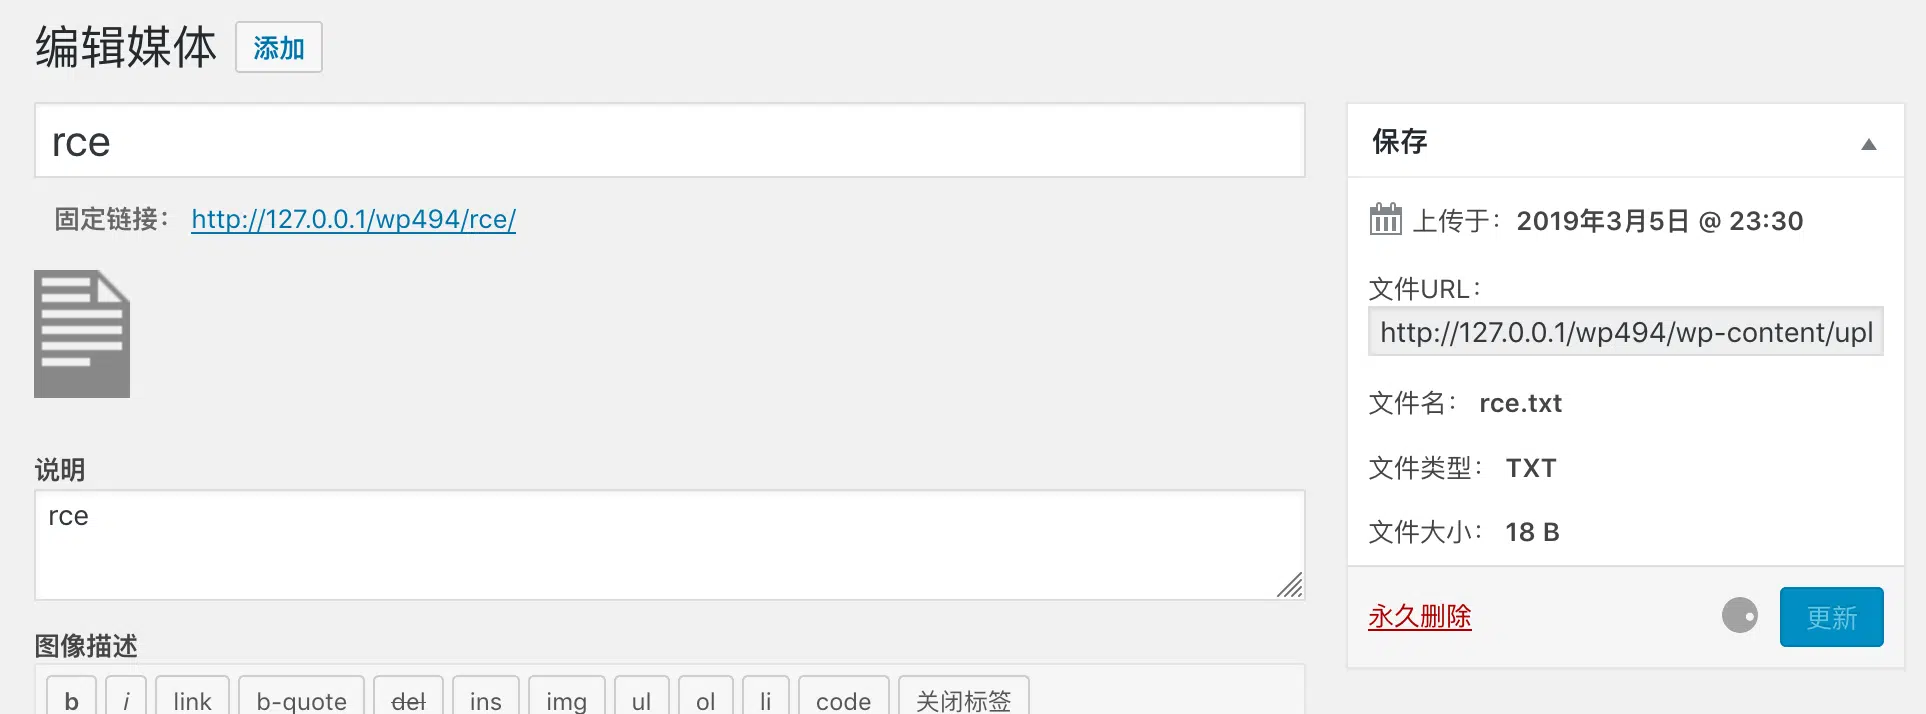 编辑媒体 添加
rce
固定链接： http://127.0.0.1/wp494/rce/
说明
rce
图像描述
b i link b-quote del ins img ul ol li code 关闭标签
保存
上传于：2019年3月5日 @ 23:30
文件URL：
http://127.0.0.1/wp494/wp-content/upl
文件名： rce.txt
文件类型： TXT
文件大小： 18 B
永久删除 更新